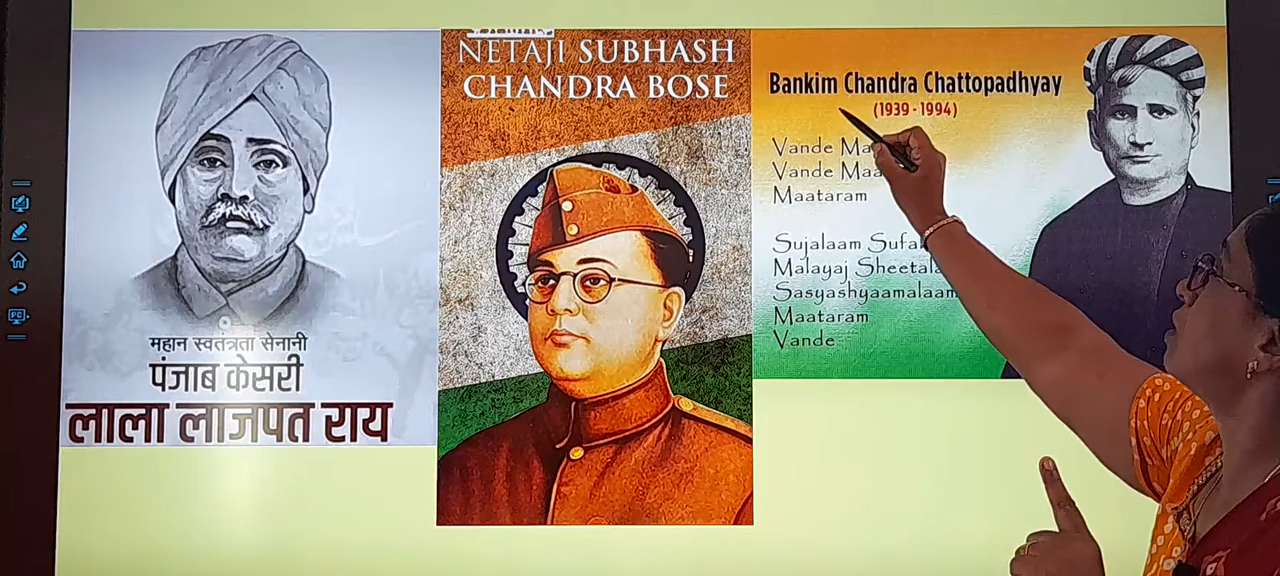 महान स्वतंत्रता सेनानी
पंजाब केसरी
लाला लाजपत राय
NETAJI SUBHASH
CHANDRA BOSE
Bankim Chandra Chattopadhyay
(1939 - 1994)
Vande
Vande
Maataram
Sujalaam
Malayaj
Sasyashyaamalaam
Maataram
Vande
PC